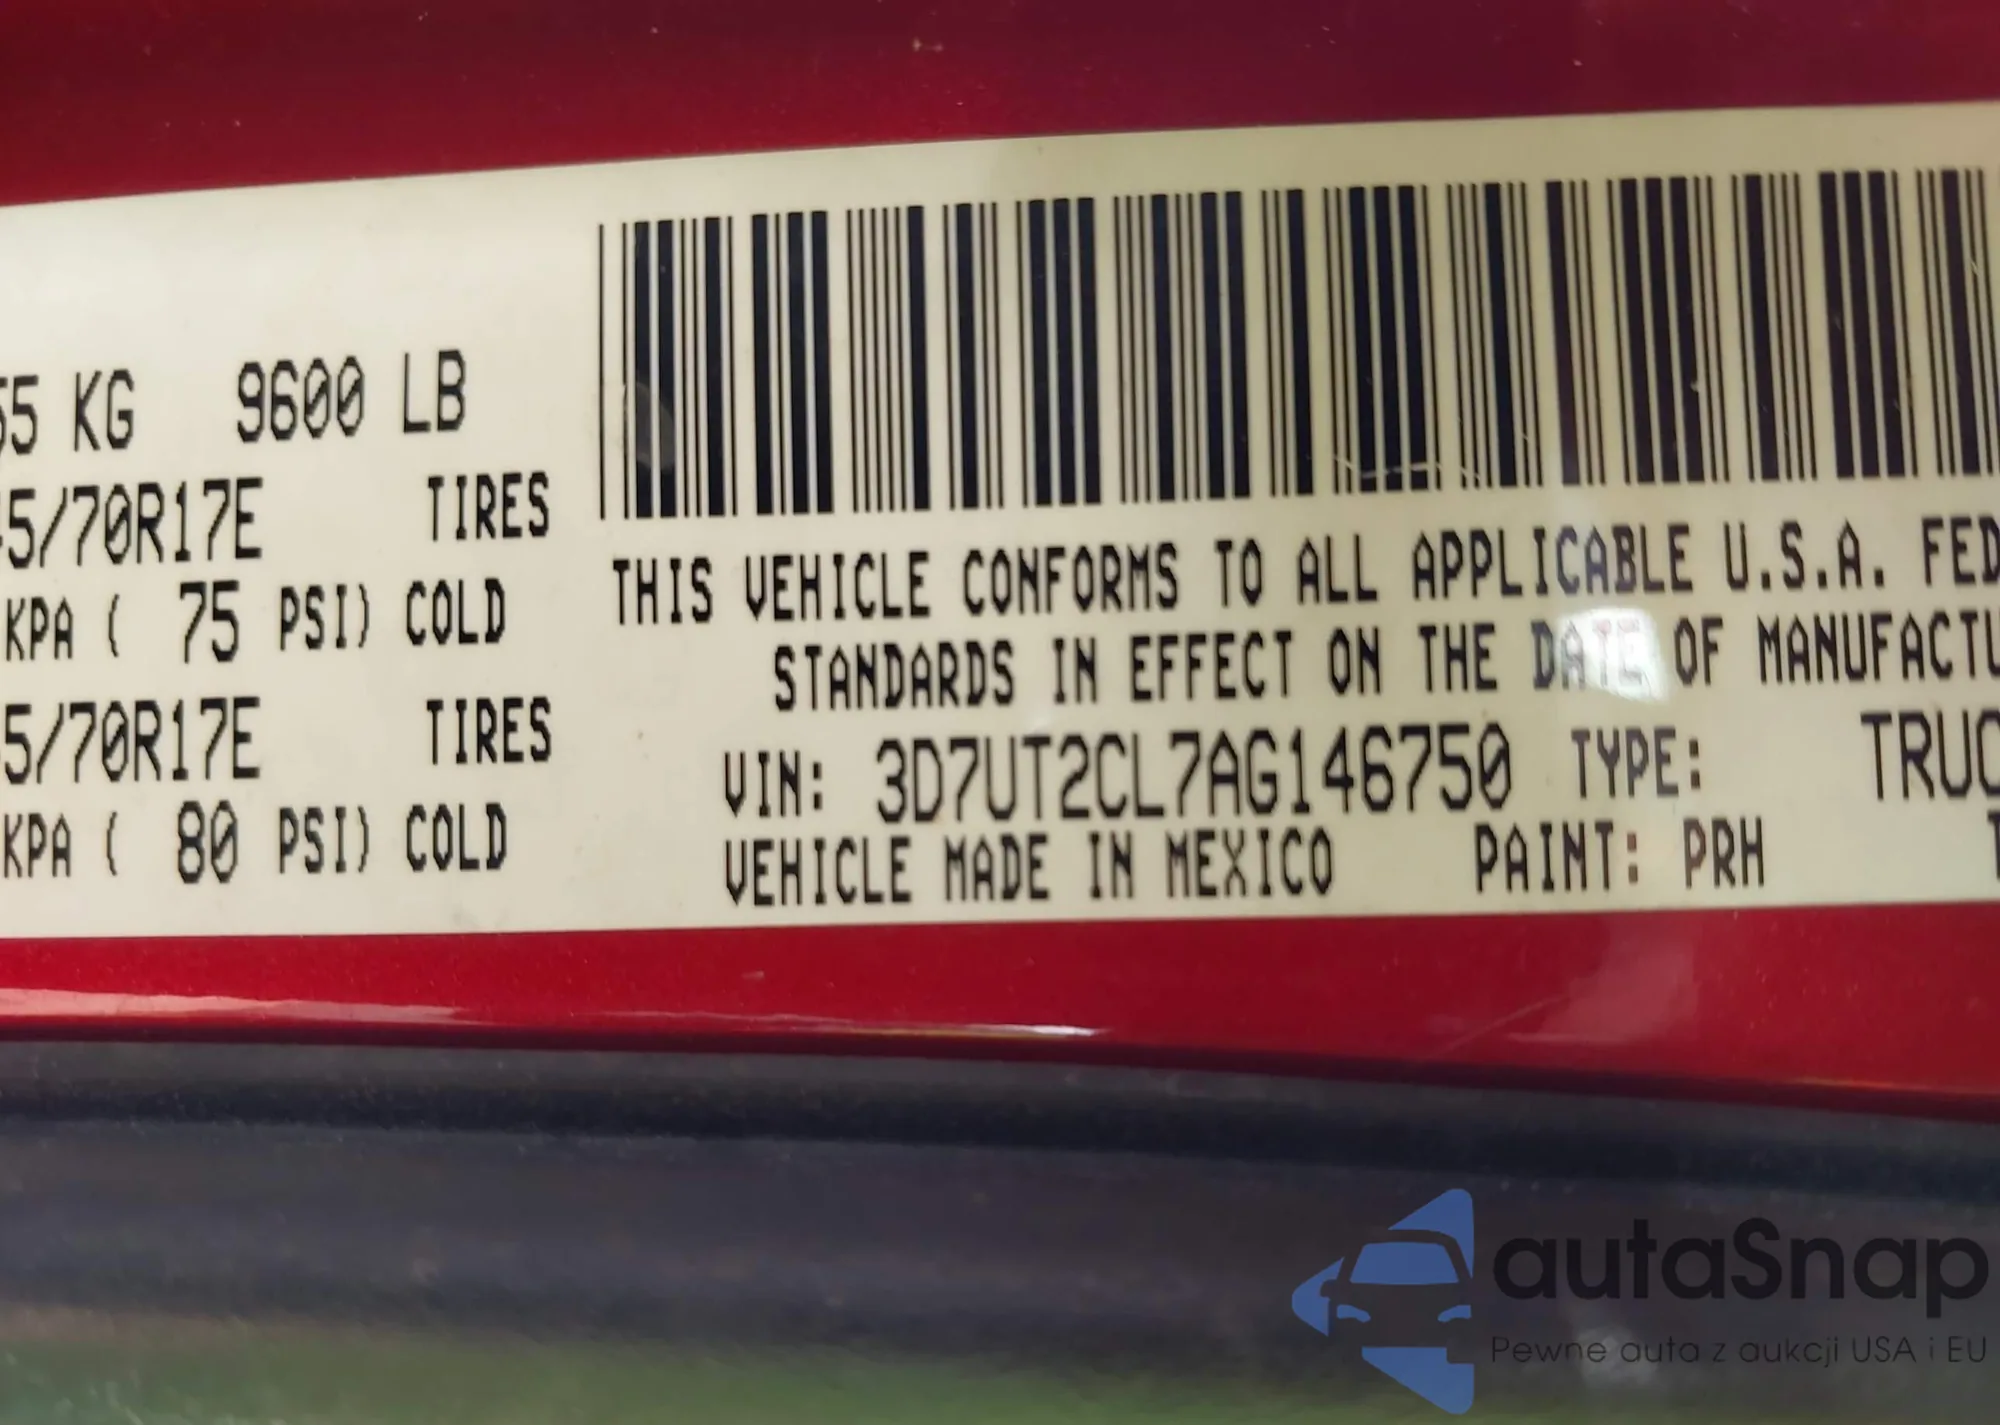 55 KG 9600 LB
5/70R17E TIRES
KPA ( 75 PSI) COLD
5/70R17E TIRES
KPA ( 80 PSI) COLD
THIS VEHICLE CONFORMS TO ALL APPLICABLE U.S.A. FED
STANDARDS IN EFFECT ON THE DATE OF MANUFACTU
VIN: 3D7UT2CL7AG146750 TYPE: TRUC
VEHICLE MADE IN MEXICO PAINT: PRH T
autaSnap
Pewne auta z aukcji USA i EU